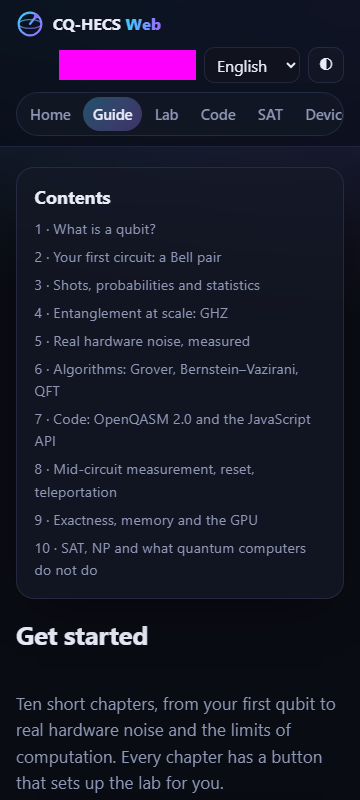 CQ-HECS Web
English
Home Guide Lab Code SAT Devic
Contents
1 · What is a qubit?
2 · Your first circuit: a Bell pair
3 · Shots, probabilities and statistics
4 · Entanglement at scale: GHZ
5 · Real hardware noise, measured
6 · Algorithms: Grover, Bernstein–Vazirani,
QFT
7 · Code: OpenQASM 2.0 and the JavaScript
API
8 · Mid-circuit measurement, reset,
teleportation
9 · Exactness, memory and the GPU
10 · SAT, NP and what quantum computers
do not do
Get started
Ten short chapters, from your first qubit to
real hardware noise and the limits of
computation. Every chapter has a button
that sets up the lab for you.